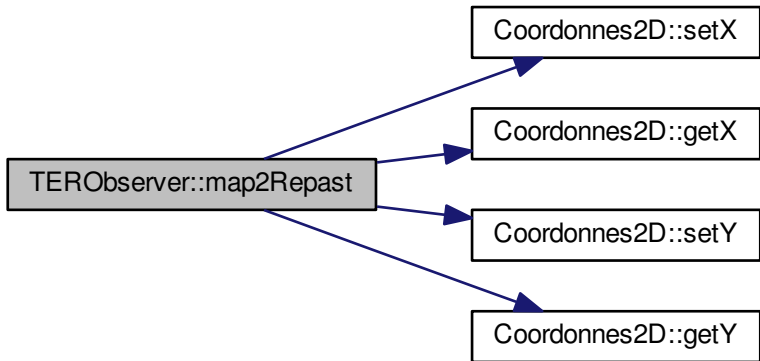 TERObserver::map2Repast
Coordonnes2D::setX
Coordonnes2D::getX
Coordonnes2D::setY
Coordonnes2D::getY